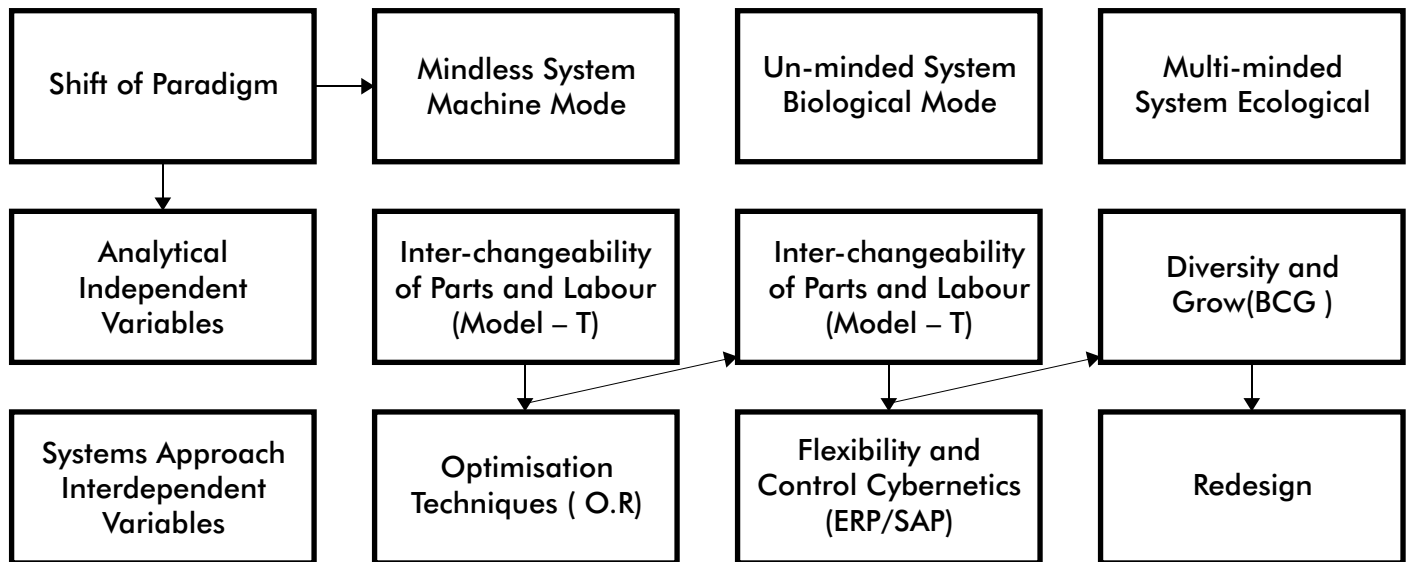 Shift of Paradigm
Mindless System
Machine Mode
Un-minded System
Biological Mode
Multi-minded
System Ecological
Analytical
Independent
Variables
Inter-changeability
of Parts and Labour
(Model – T)
Inter-changeability
of Parts and Labour
(Model – T)
Diversity and
Grow(BCG )
Systems Approach
Interdependent
Variables
Optimisation
Techniques ( O.R)
Flexibility and
Control Cybernetics
(ERP/SAP)
Redesign